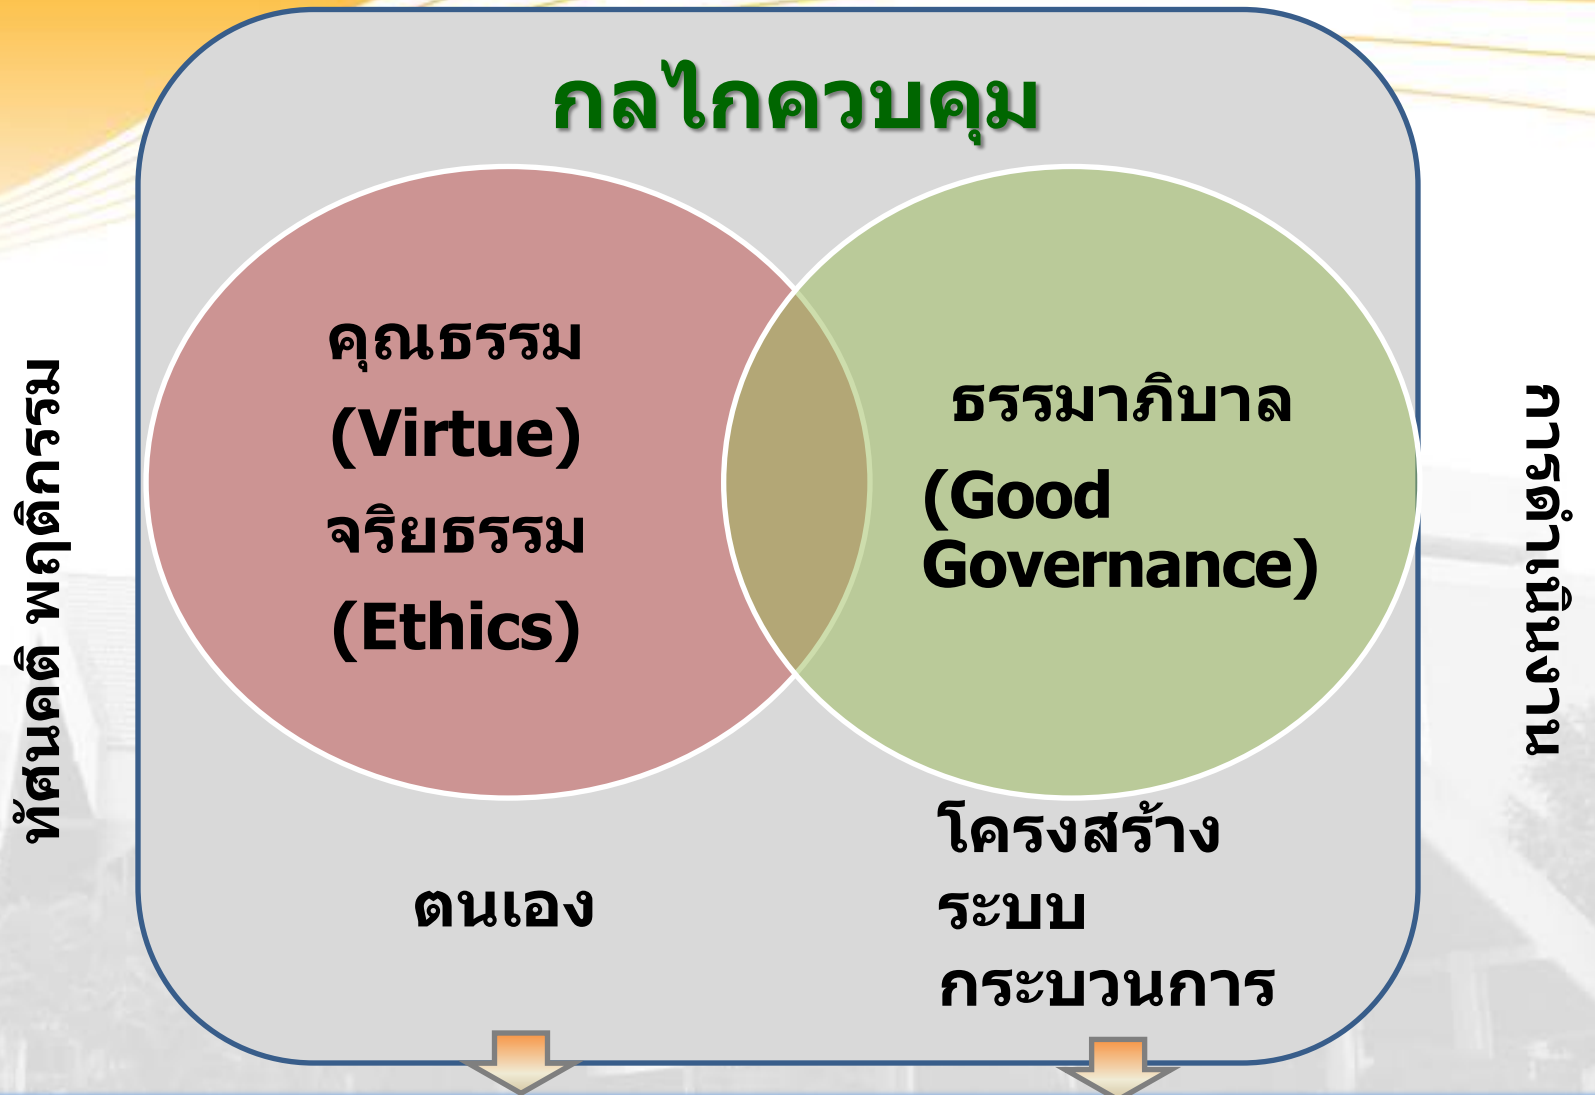 กลไกควบคุม
ทัศนคติ พฤติกรรม
คุณธรรม
(Virtue)
จริยธรรม
(Ethics)
ธรรมาภิบาล
(Good
Governance)
การดำเนินงาน
ตนเอง
โครงสร้าง
ระบบ
กระบวนการ